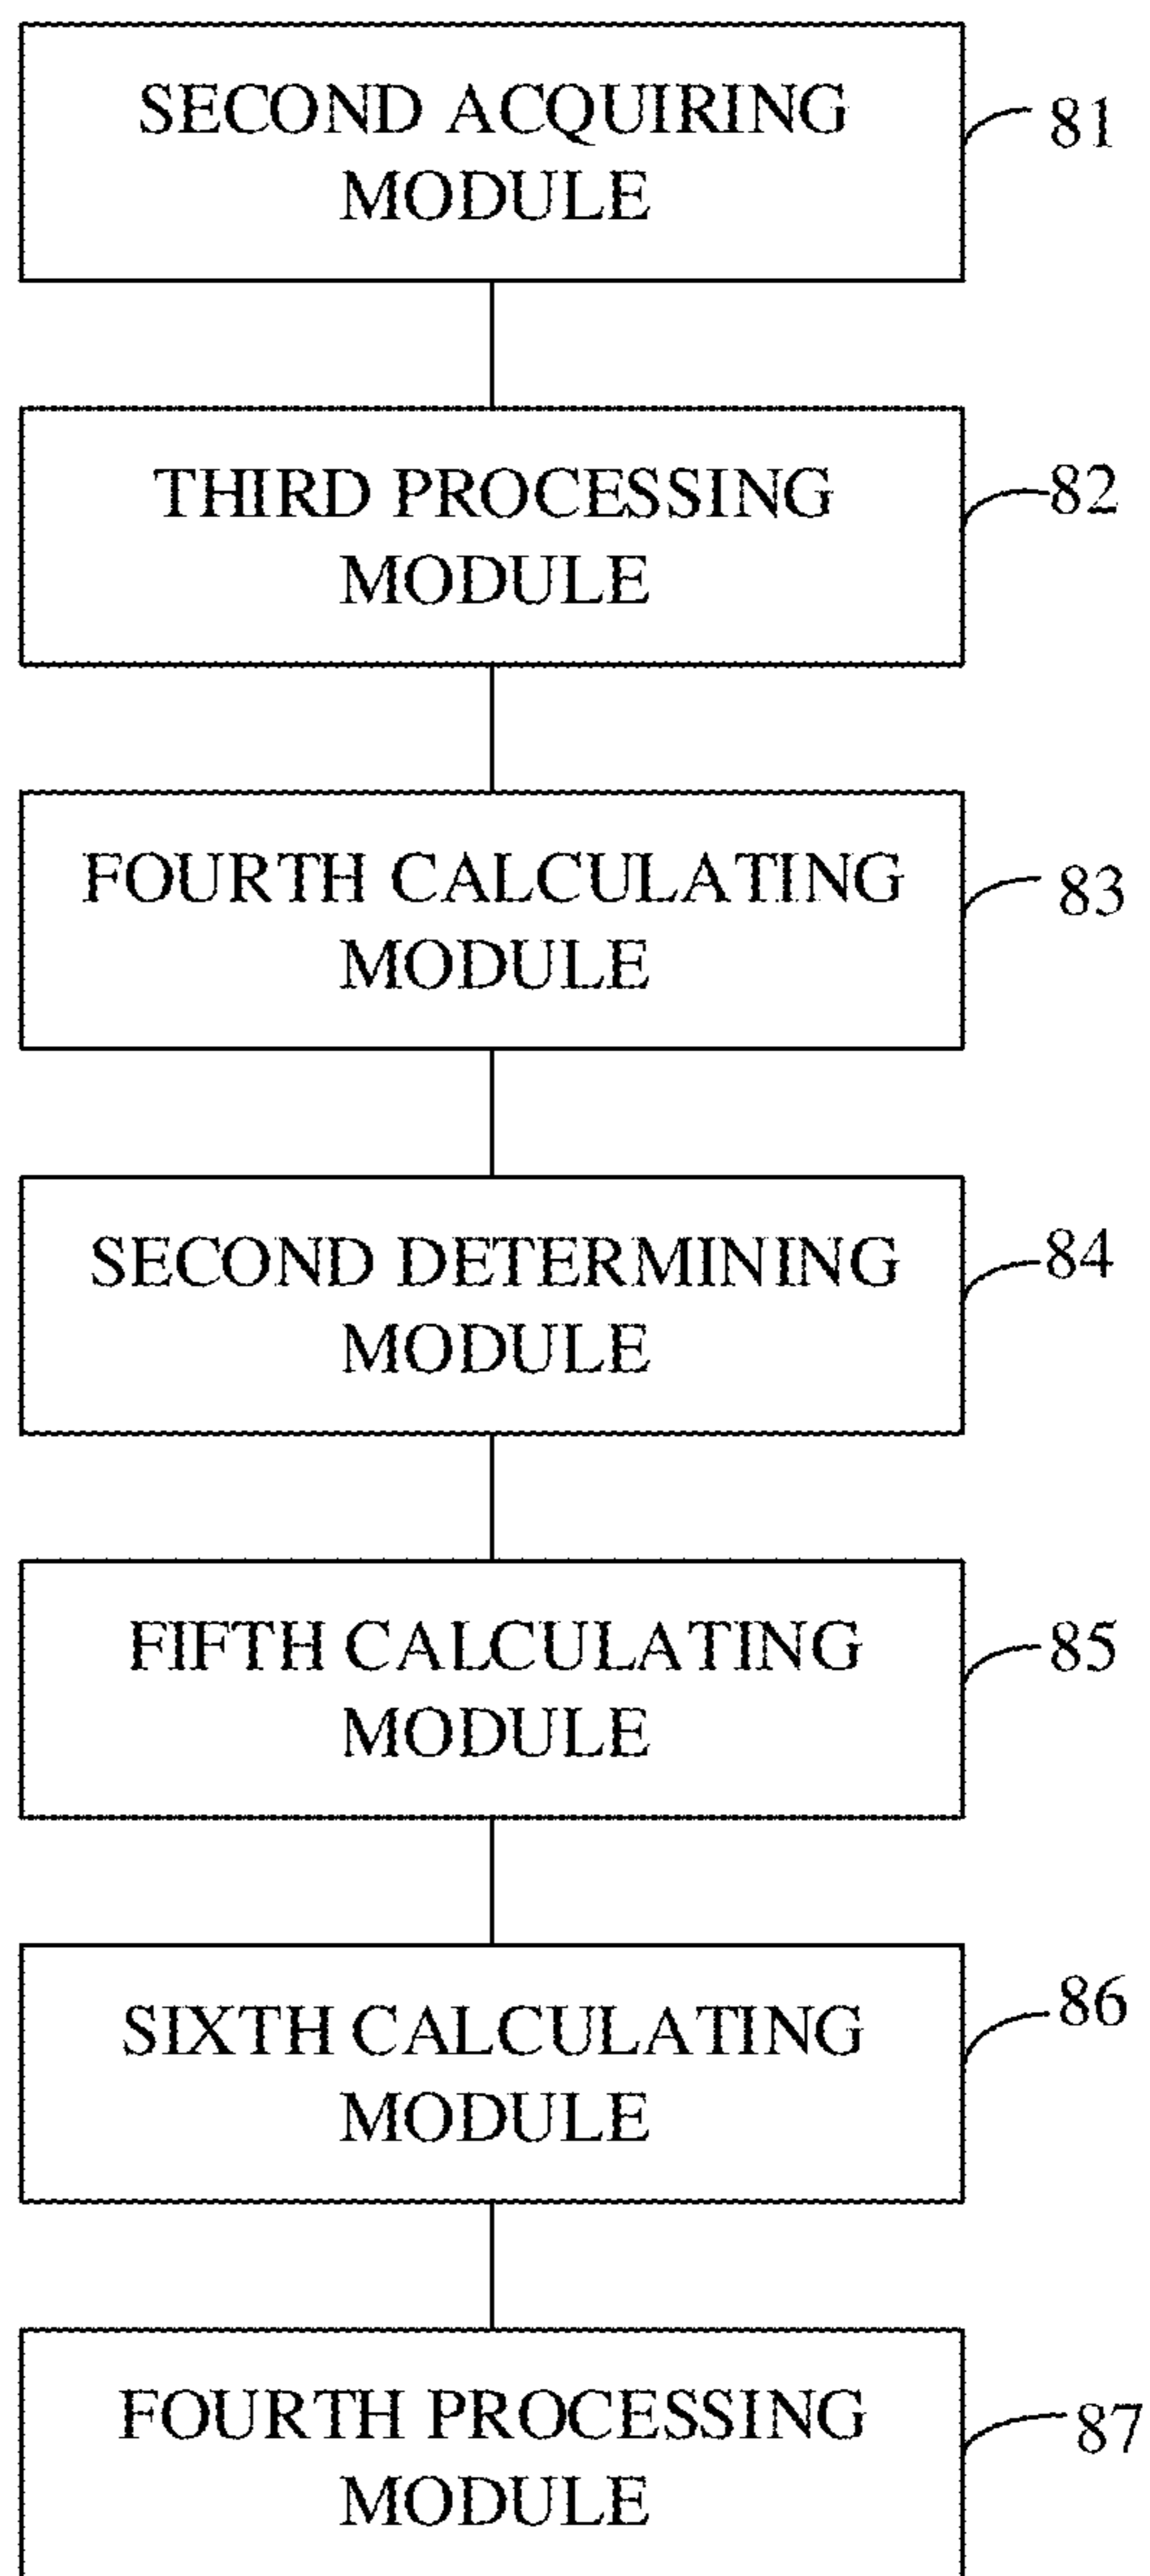 SECOND ACQUIRING
MODULE
81
THIRD PROCESSING
MODULE
82
FOURTH CALCULATING
MODULE
83
SECOND DETERMINING
MODULE
84
FIFTH CALCULATING
MODULE
85
SIXTH CALCULATING
MODULE
86
FOURTH PROCESSING
MODULE
87